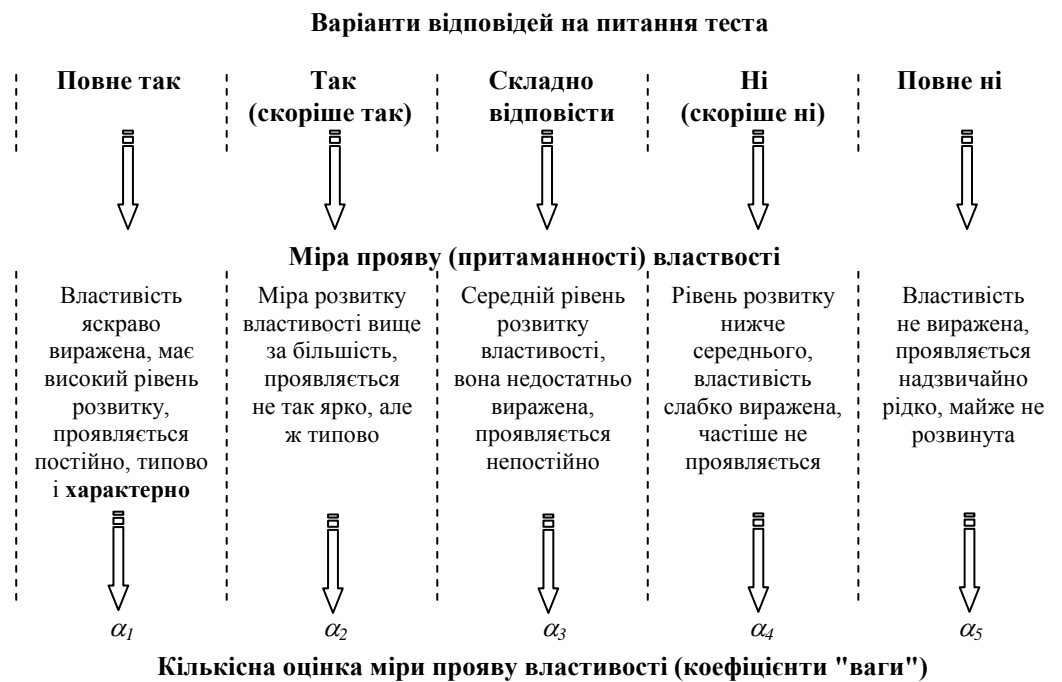 Варіанти відповідей на питання теста
Повне так
Так
(скоріше так)
Складно
відповісти
Ні
(скоріше ні)
Повне ні
Міра прояву (притаманності) властвості
Властивість
яскраво
виражена, має
високий рівень
розвитку,
проявляється
постійно, типово
і характерно
Міра розвитку
властивості вище
за більшість,
проявляється
не так ярко, але
ж типово
Середній рівень
розвитку
властивості,
вона недостатньо
виражена,
проявляється
непостійно
Рівень розвитку
нижче
середнього,
властивість
слабко виражена,
частіше не
проявляється
Властивість
не виражена,
проявляється
надзвичайно
рідко, майже не
розвинута
α1
α2
α3
α4
α5
Кількісна оцінка міри прояву властивості (коефіцієнти "ваги")